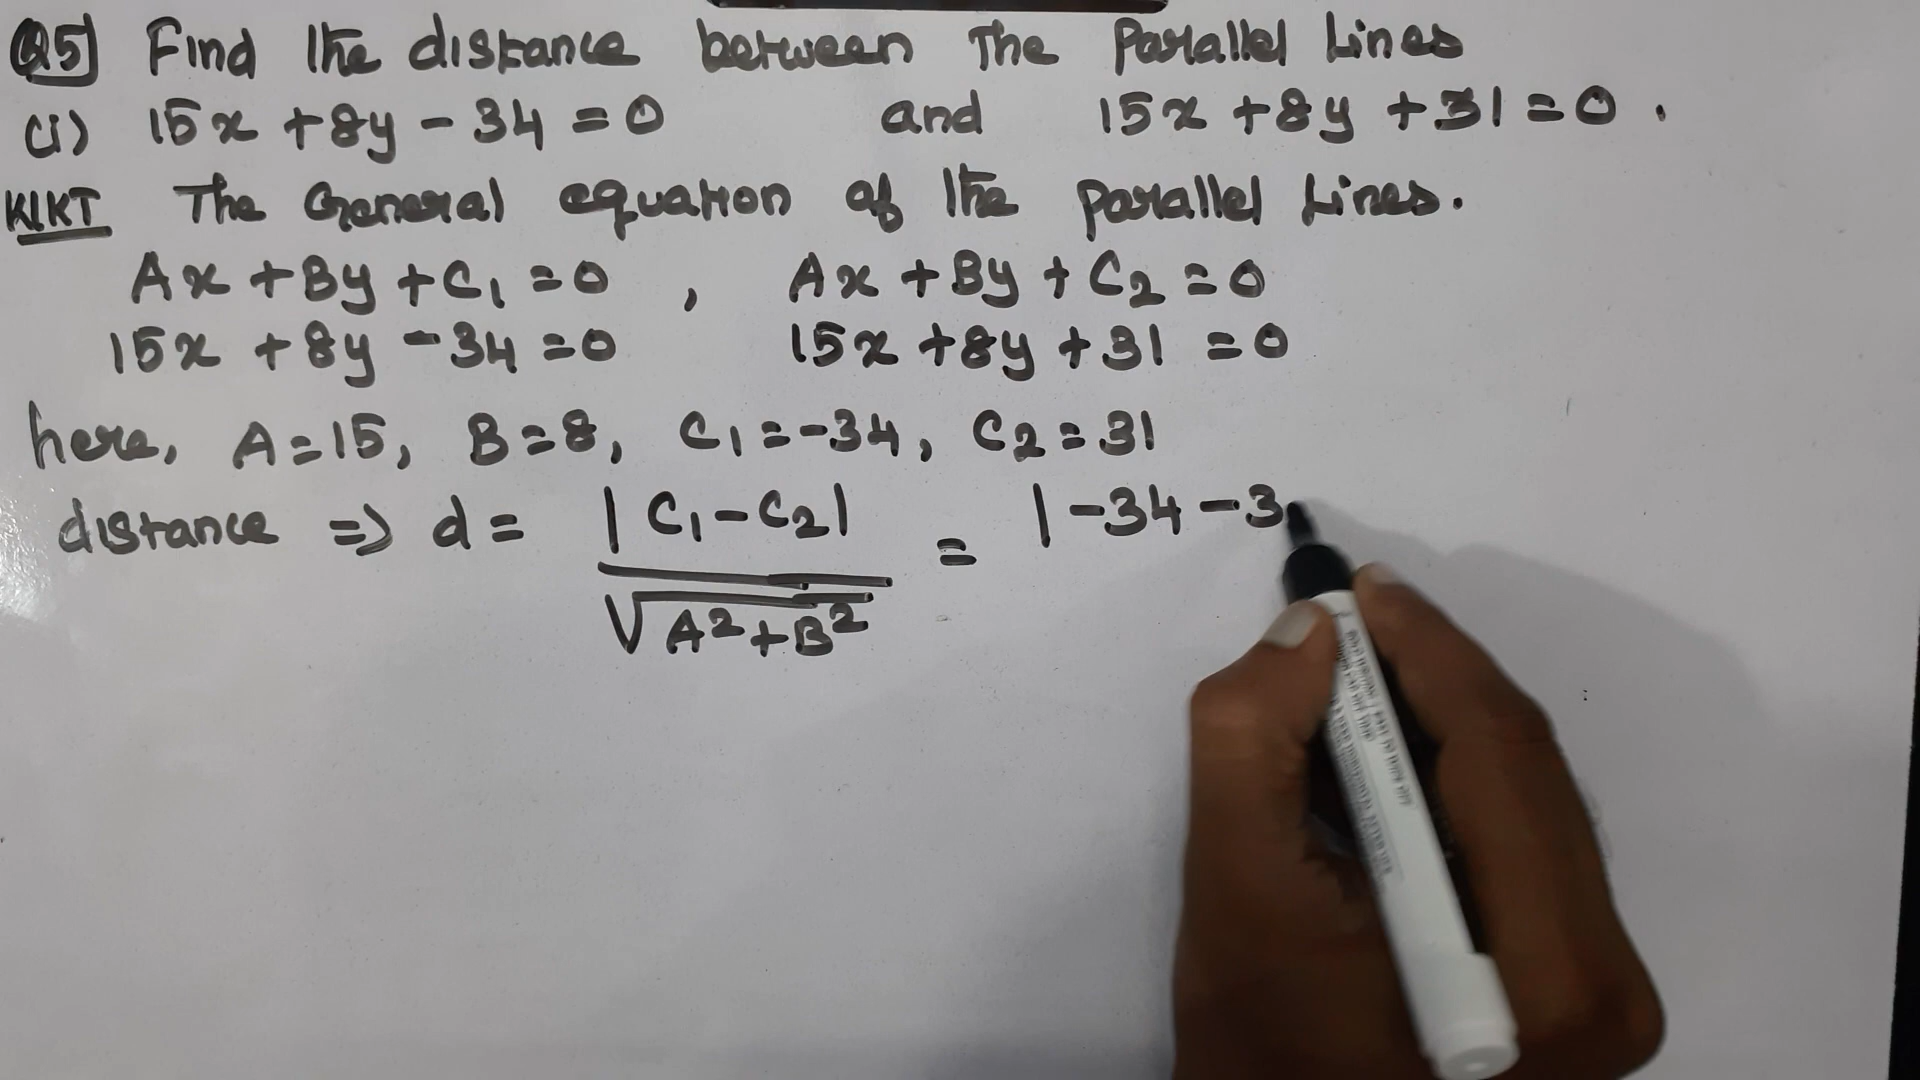 Q5] Find the distance between The Parallel Lines
(i) 15x + 8y - 34 = 0 and 15x + 8y + 31 = 0 .
WKT The General equation of the parallel Lines.
Ax + By + C₁ = 0 , Ax + By + C₂ = 0
15x + 8y - 34 = 0 15x + 8y + 31 = 0
here, A = 15, B = 8, C₁ = -34, C₂ = 31
distance => d = |C₁ - C₂| / √A² + B² = | -34 - 3